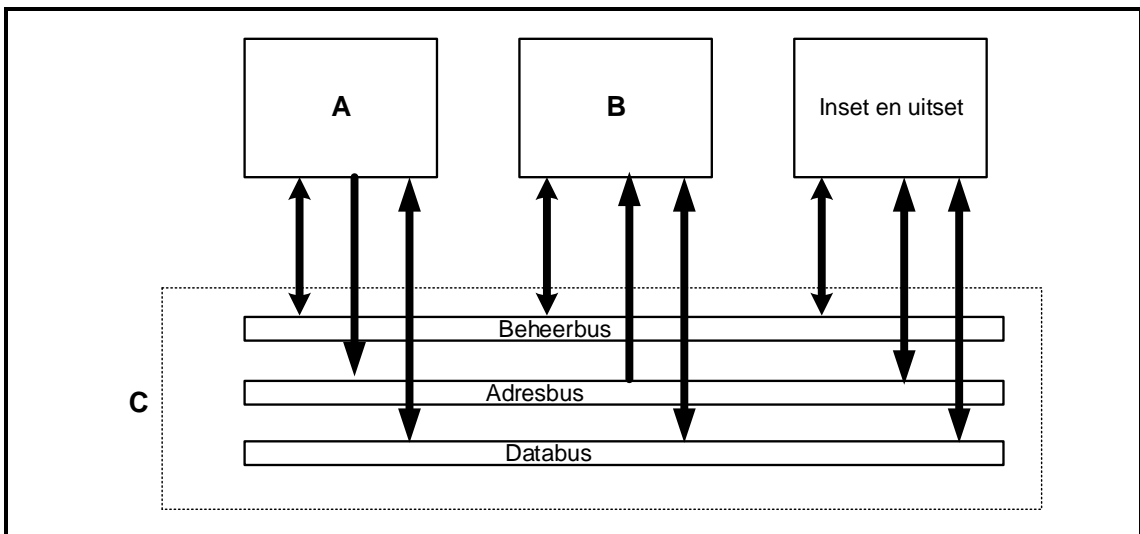 A
B
Inset en uitset
Beheerbus
C
Adresbus
Databus